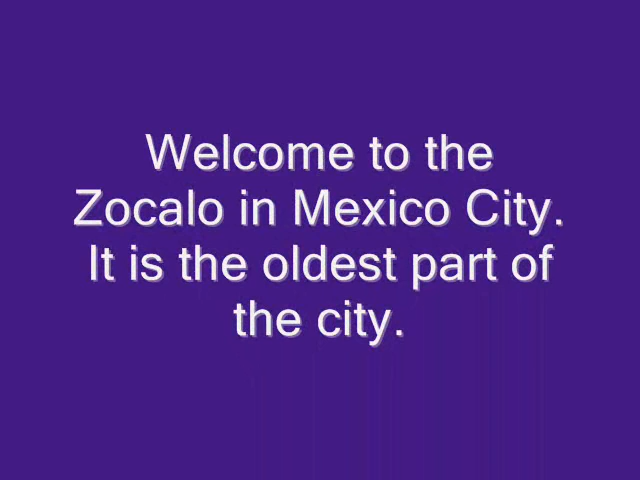 Welcome to the
Zocalo in Mexico City.
It is the oldest part of
the city.